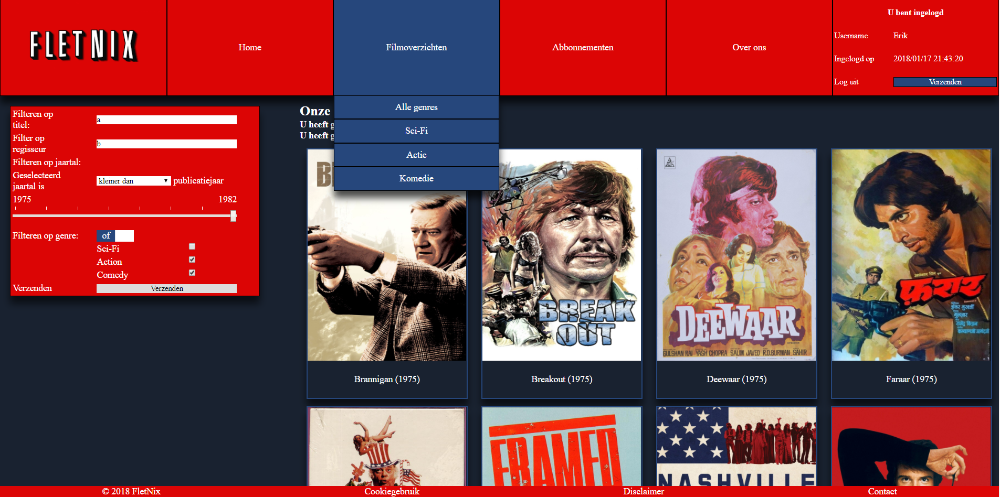 FLETNIX
Home
Filmoverzichten
Abbonnementen
Over ons
U bent ingelogd
Username Erik
Ingelogd op 2018/01/17 21:43:20
Log uit Verzenden
Alle genres
Sci-Fi
Actie
Komedie
Filteren op
titel:
a
Filter op
regisseur
b
Filteren op jaartal:
Geselecteerd
jaartal is
kleiner dan publicatiejaar
1975 1982
Filteren op genre: of
Sci-Fi
Action
Comedy
Verzenden Verzenden
Onze
U heeft
U heeft
BREAK
OUT
DEEWAAR
GULSHAN RAI YASH CHOPRA SALIM JAVED R.D.BURMAN SAHIR
फ़रार
Brannigan (1975)
Breakout (1975)
Deewaar (1975)
Faraar (1975)
FRAMED
NASHVILLE
© 2018 FletNix
Cookiegebruik
Disclaimer
Contact